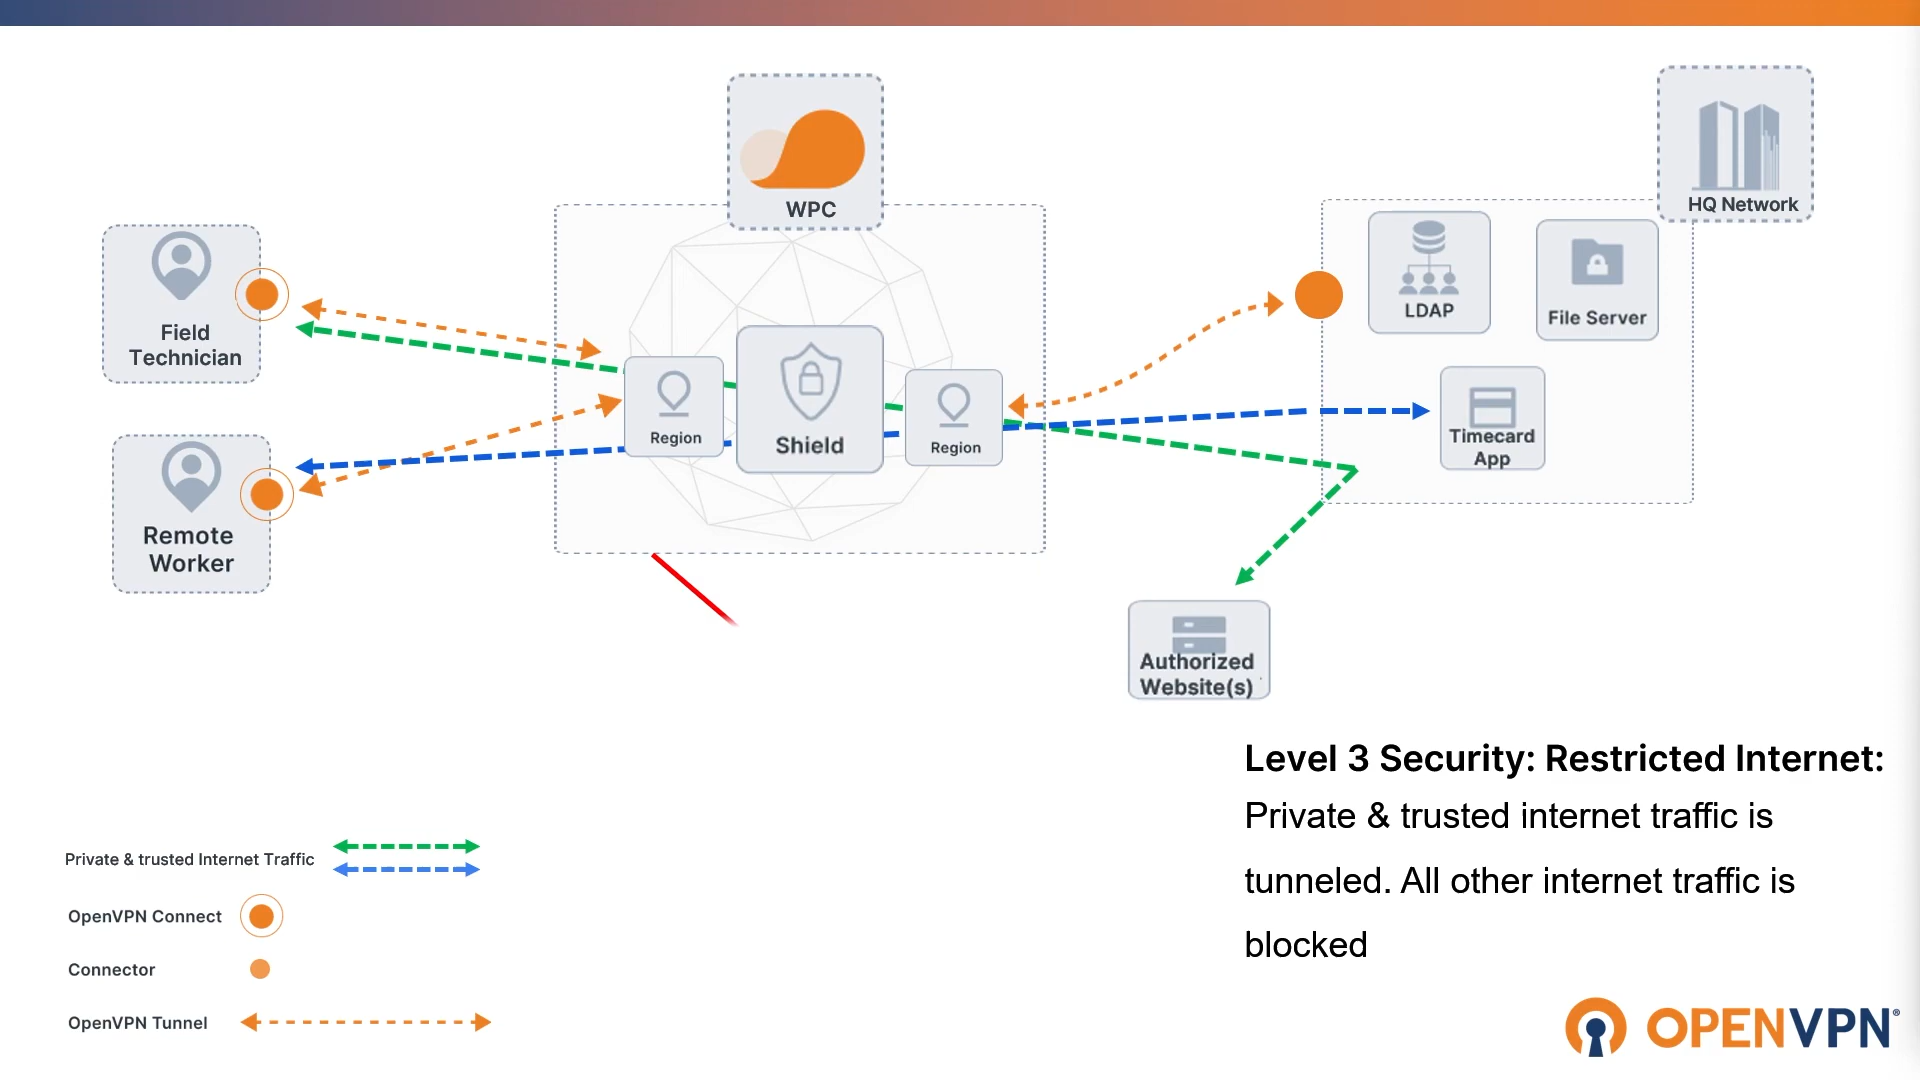 WPC
HQ Network
LDAP
File Server
Field
Technician
Region
Shield
Region
Timecard
App
Remote
Worker
Authorized
Website(s)
Level 3 Security: Restricted Internet:
Private & trusted internet traffic is
tunneled. All other internet traffic is
blocked
Private & trusted Internet Traffic
OpenVPN Connect
Connector
OpenVPN Tunnel
OPENVPN®